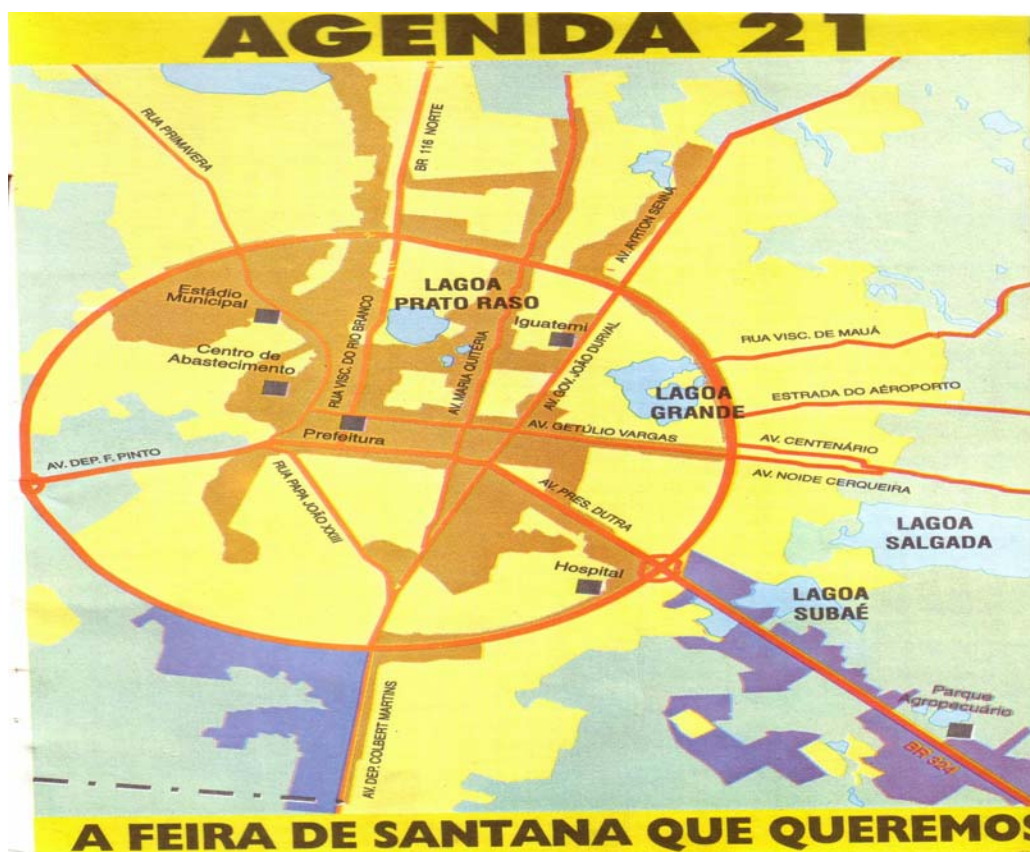 AGENDA 21
RUA PRIMAVERA
BR 116 NORTE
AV. AYRTON SENNA
Estádio
Municipal
LAGOA
PRATO RASO
Iguatemi
Centro de
Abastecimento
RUA VISC. DO RIO BRANCO
AV. MARIA QUITÉRIA
AV. GOV. JOÃO DURVAL
RUA VISC. DE MAUÁ
LAGOA
GRANDE
ESTRADA DO AÉROPORTO
Prefeitura
AV. GETÚLIO VARGAS
AV. CENTENÁRIO
AV. DEP. F. PINTO
AV. NOIDE CERQUEIRA
RUA PAPA JOÃO XXIII
AV. PRES. DUTRA
LAGOA
SALGADA
Hospital
LAGOA
SUBAÉ
AV. DEP. COLBERT MARTINS
Parque
Agropecuário
BR 324
A FEIRA DE SANTANA QUE QUEREMOS